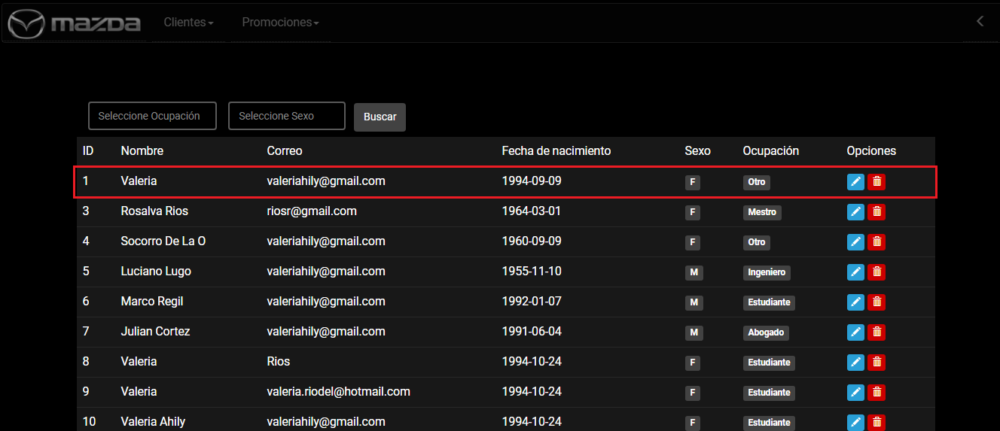 mazda Clientes Promociones
Seleccione Ocupación Seleccione Sexo Buscar
ID Nombre Correo Fecha de nacimiento Sexo Ocupación Opciones
1 Valeria valeriahily@gmail.com 1994-09-09 F Otro
3 Rosalva Rios riosr@gmail.com 1964-03-01 F Mestro
4 Socorro De La O valeriahily@gmail.com 1960-09-09 F Otro
5 Luciano Lugo valeriahily@gmail.com 1955-11-10 M Ingeniero
6 Marco Regil valeriahily@gmail.com 1992-01-07 M Estudiante
7 Julian Cortez valeriahily@gmail.com 1991-06-04 M Abogado
8 Valeria Rios 1994-10-24 F Estudiante
9 Valeria valeria.riodel@hotmail.com 1994-10-24 F Estudiante
10 Valeria Ahily valeriahily@gmail.com 1994-10-24 F Estudiante